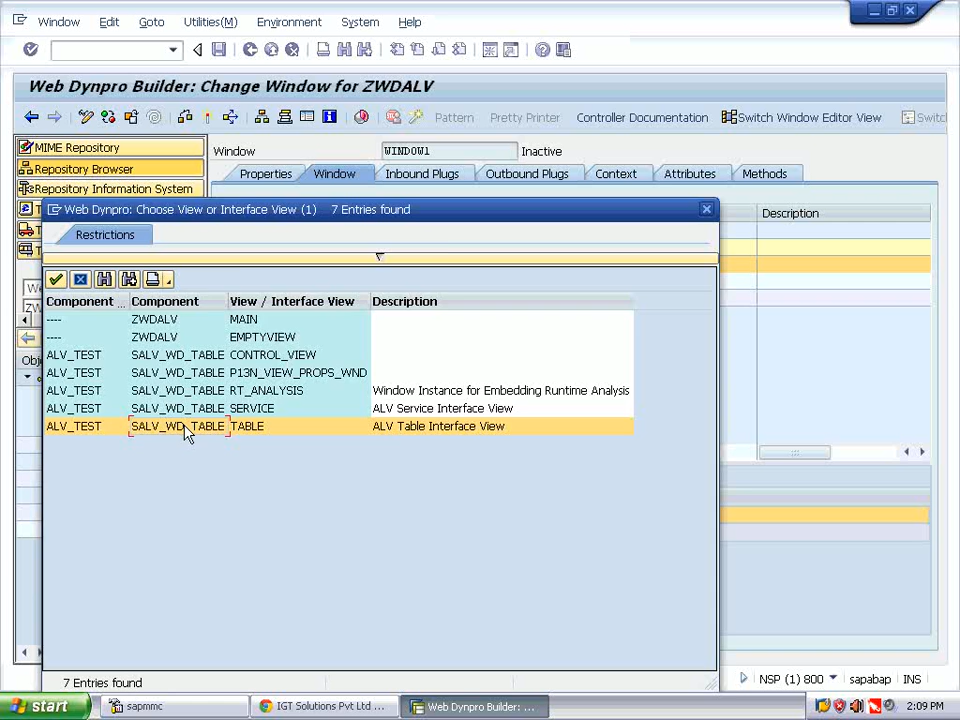 Window Edit Goto Utilities(M) Environment System Help
Web Dynpro Builder: Change Window for ZWDALV
Pattern Pretty Printer Controller Documentation Switch Window Editor View Switc
MIME Repository
Repository Browser
Repository Information System
Window WINDOW1 Inactive
Properties Window Inbound Plugs Outbound Plugs Context Attributes Methods
Description
Web Dynpro: Choose View or Interface View (1) 7 Entries found
Restrictions
Component ... Component View / Interface View Description
---- ZWDALV MAIN
---- ZWDALV EMPTYVIEW
ALV_TEST SALV_WD_TABLE CONTROL_VIEW
ALV_TEST SALV_WD_TABLE P13N_VIEW_PROPS_WND
ALV_TEST SALV_WD_TABLE RT_ANALYSIS Window Instance for Embedding Runtime Analysis
ALV_TEST SALV_WD_TABLE SERVICE ALV Service Interface View
ALV_TEST SALV_WD_TABLE TABLE ALV Table Interface View
7 Entries found
NSP (1) 800 sapabap INS
start sapmmc IGT Solutions Pvt Ltd ... Web Dynpro Builder: ... 2:09 PM